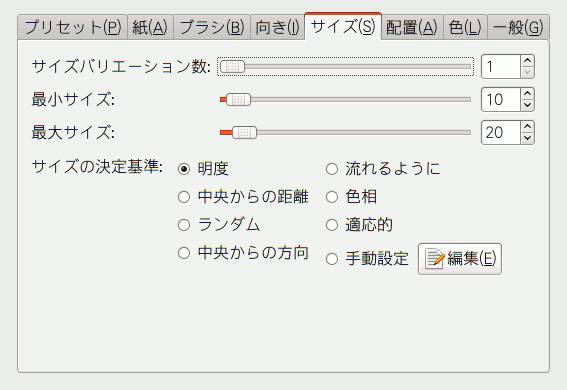 プリセット(P) 紙(A) ブラシ(B) 向き(I) サイズ(S) 配置(A) 色(L) 一般(G)
サイズバリエーション数: 1
最小サイズ: 10
最大サイズ: 20
サイズの決定基準: 明度 流れるように
中央からの距離 色相
ランダム 適応的
中央からの方向 手動設定 編集(E)